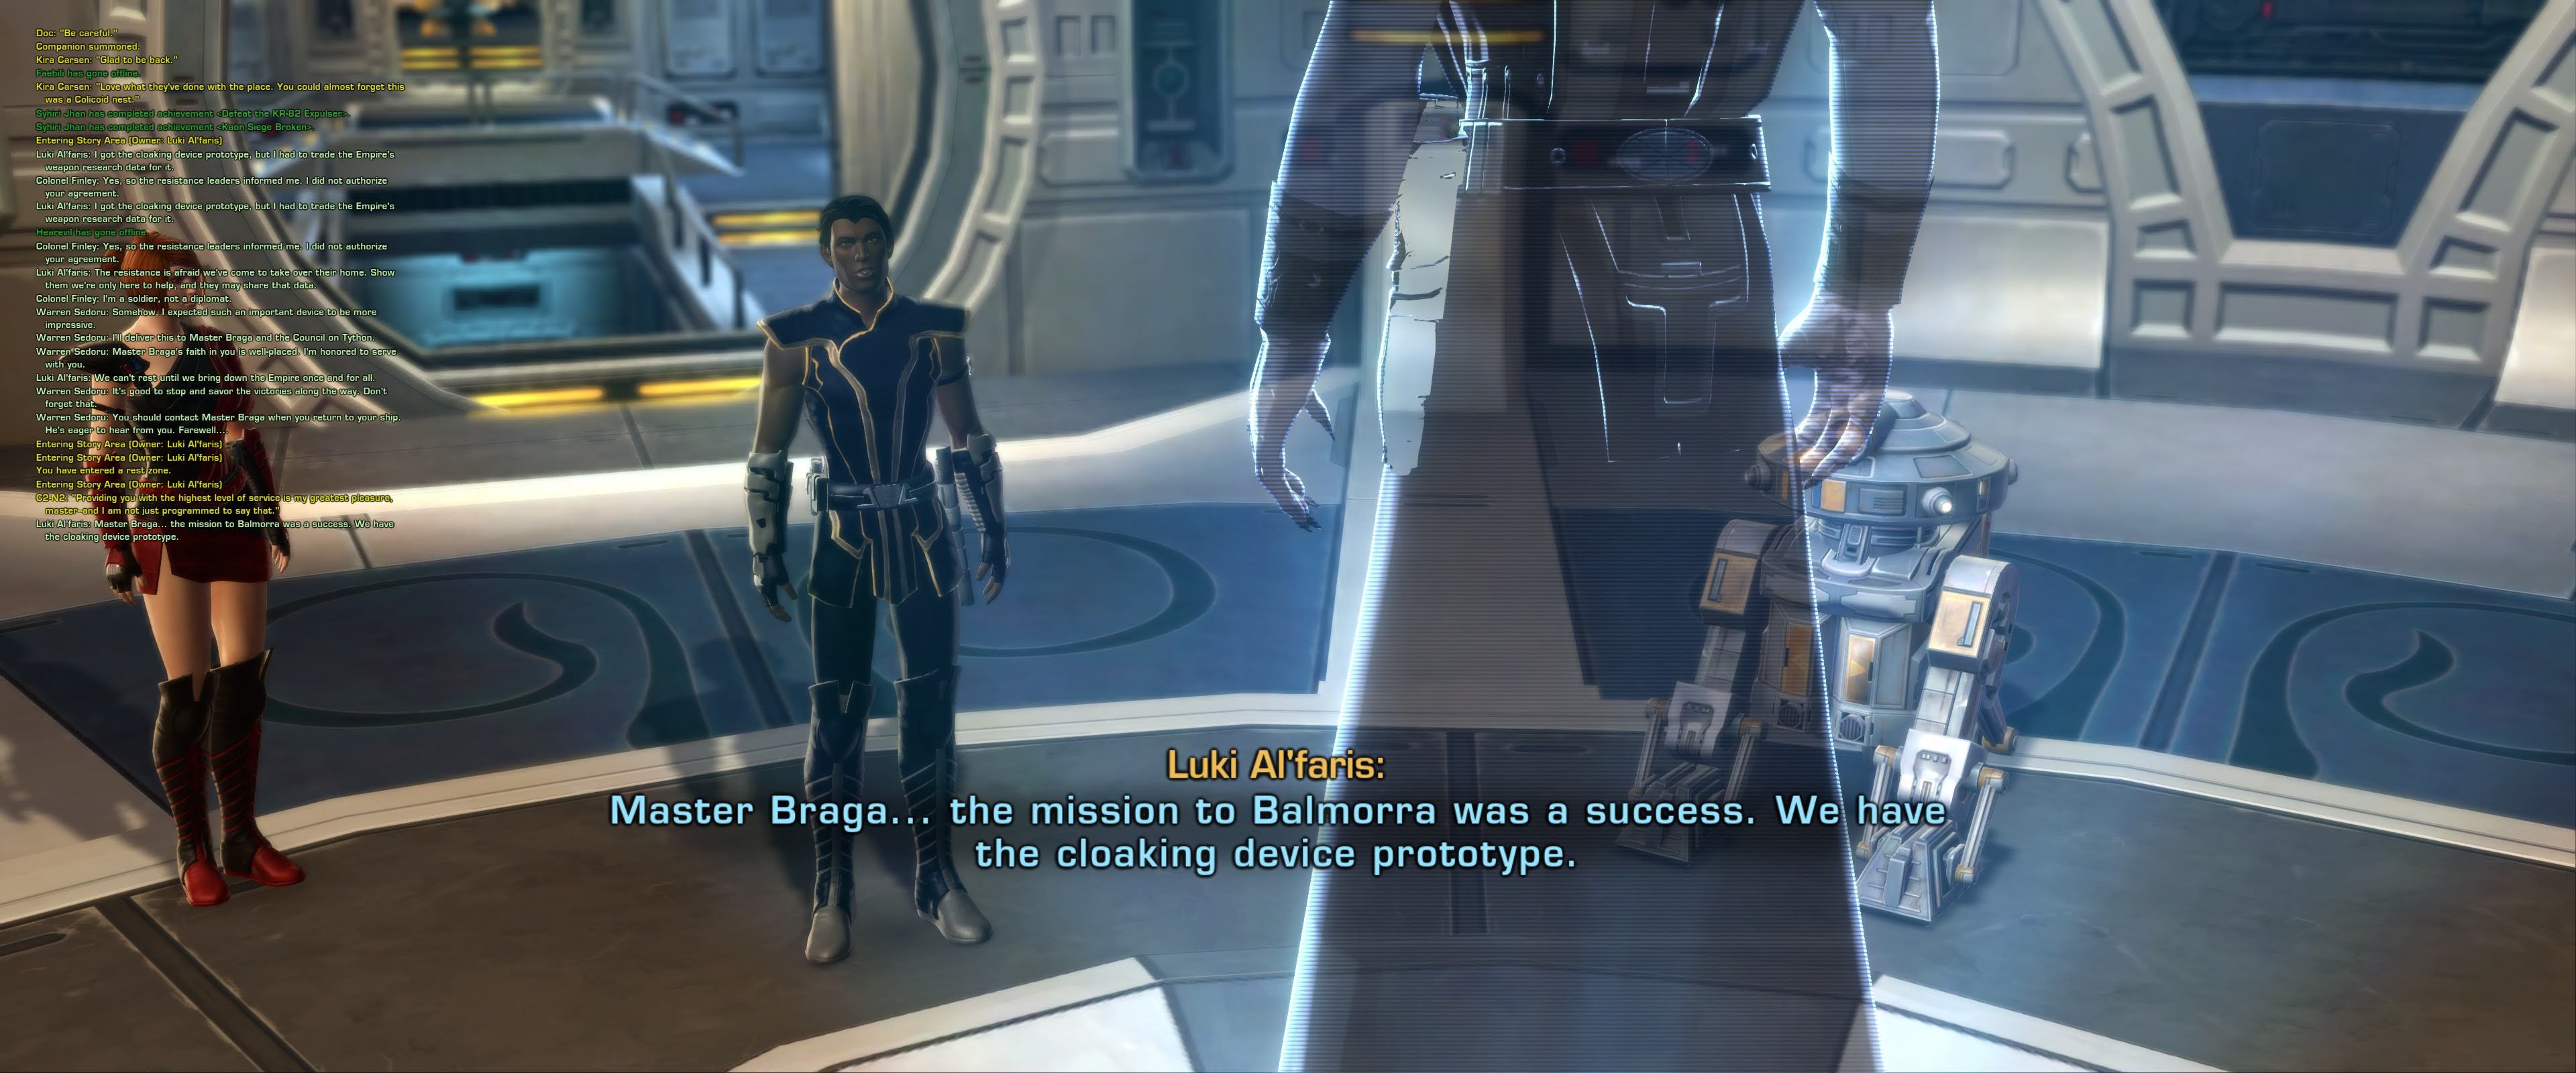 Doc: "Be careful."
Companion summoned.
Kira Carsen: "Glad to be back."
Faebili has gone offline.
Kira Carsen: "Love what they've done with the place. You could almost forget this
was a Colicoid nest."
Syhiri Jhan has completed achievement <Defeat the KR-82 Expulser>.
Syhiri Jhan has completed achievement <Kaon Siege Broken>.
Entering Story Area (Owner: Luki Al'faris)
Luki Al'faris: I got the cloaking device prototype, but I had to trade the Empire's
weapon research data for it.
Colonel Finley: Yes, so the resistance leaders informed me. I did not authorize
your agreement.
Luki Al'faris: I got the cloaking device prototype, but I had to trade the Empire's
weapon research data for it.
Hearevil has gone offline.
Colonel Finley: Yes, so the resistance leaders informed me. I did not authorize
your agreement.
Luki Al'faris: The resistance is afraid we've come to take over their home. Show
them we're only here to help, and they may share that data.
Colonel Finley: I'm a soldier, not a diplomat.
Warren Sedoru: Somehow, I expected such an important device to be more
impressive.
Warren Sedoru: I'll deliver this to Master Braga and the Council on Tython.
Warren Sedoru: Master Braga's faith in you is well-placed. I'm honored to serve
with you.
Luki Al'faris: We can't rest until we bring down the Empire once and for all.
Warren Sedoru: It's good to stop and savor the victories along the way. Don't
forget that.
Warren Sedoru: You should contact Master Braga when you return to your ship.
He's eager to hear from you. Farewell....
Entering Story Area (Owner: Luki Al'faris)
Entering Story Area (Owner: Luki Al'faris)
You have entered a rest zone.
Entering Story Area (Owner: Luki Al'faris)
C2-N2: "Providing you with the highest level of service is my greatest pleasure,
master–and I am not just programmed to say that."
Luki Al'faris: Master Braga... the mission to Balmorra was a success. We have
the cloaking device prototype.
Luki Al'faris:
Master Braga... the mission to Balmorra was a success. We have
the cloaking device prototype.